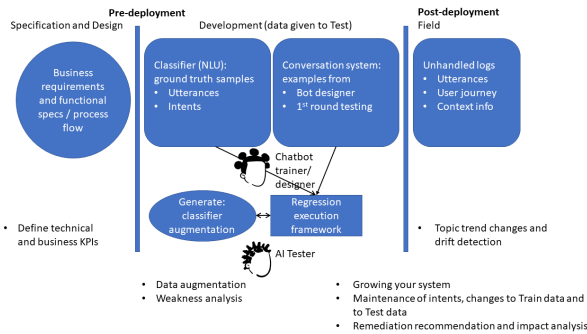 Pre-deployment
Post-deployment
Specification and Design
Development (data given to Test)
Field
Business
requirements
and functional
specs / process
flow
Classifier (NLU):
ground truth samples
• Utterances
• Intents
Conversation system:
examples from
• Bot designer
• 1st round testing
Unhandled logs
• Utterances
• User journey
• Context info
Chatbot
trainer/
designer
Generate:
classifier
augmentation
Regression
execution
framework
• Define technical
and business KPIs
• Topic trend changes and
drift detection
AI Tester
• Data augmentation
• Weakness analysis
• Growing your system
• Maintenance of intents, changes to Train data and
to Test data
• Remediation recommendation and impact analysis